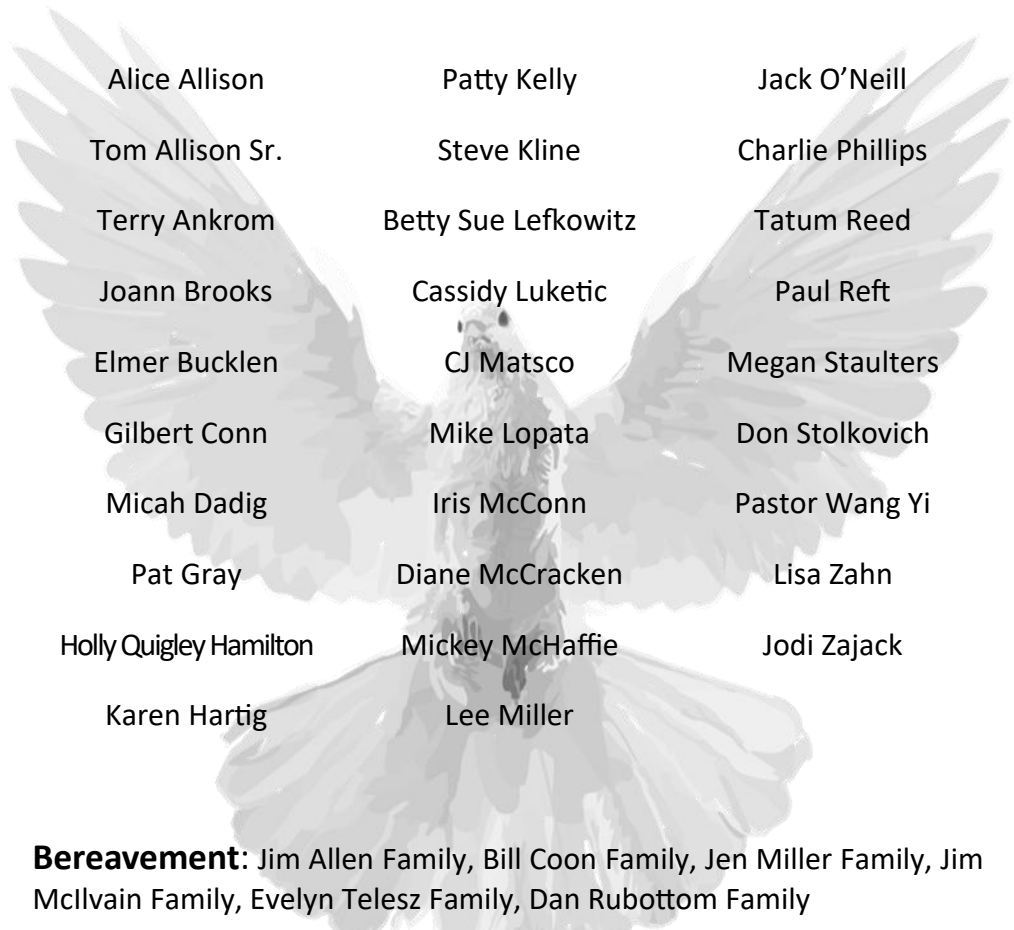 Alice Allison Patty Kelly Jack O’Neill
Tom Allison Sr. Steve Kline Charlie Phillips
Terry Ankrom Betty Sue Lefkowitz Tatum Reed
Joann Brooks Cassidy Luketic Paul Reft
Elmer Bucklen CJ Matsco Megan Staulters
Gilbert Conn Mike Lopata Don Stolkovich
Micah Dadig Iris McConn Pastor Wang Yi
Pat Gray Diane McCracken Lisa Zahn
Holly Quigley Hamilton Mickey McHaffie Jodi Zajack
Karen Hartig Lee Miller
Bereavement: Jim Allen Family, Bill Coon Family, Jen Miller Family, Jim
McIlvain Family, Evelyn Telesz Family, Dan Rubottom Family